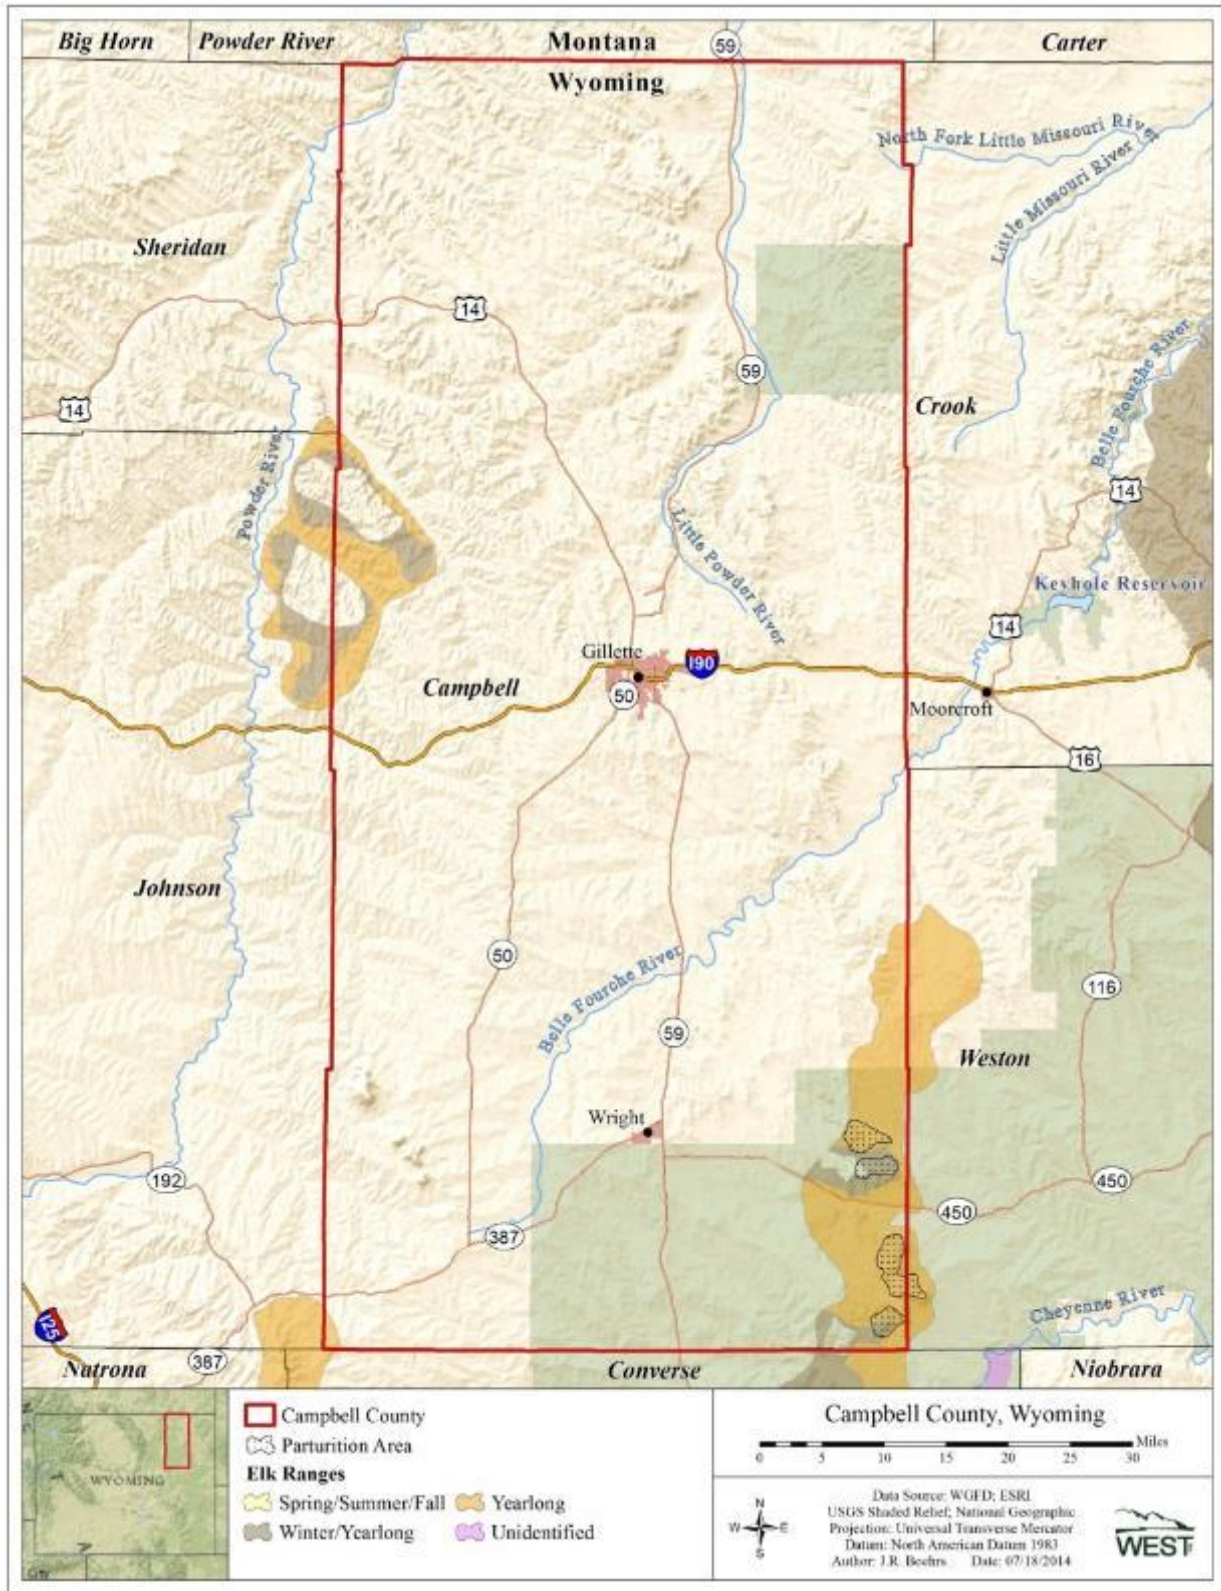 Big Horn
Powder River
Montana
59
Carter
Wyoming
North Fork Little Missouri River
Little Missouri River
Sheridan
14
59
14
Crook
Belle Fourche River
Powder River
14
Little Powder River
Keyhole Reservoir
14
Gillette
I90
Campbell
50
Moorcroft
16
Johnson
50
Belle Fourche River
116
59
Weston
Wright
192
450
450
387
Cheyenne River
I25
Natrona
387
Converse
Niobrara
WYOMING
Campbell County
Parturition Area
Elk Ranges
Spring/Summer/Fall
Yearlong
Winter/Yearlong
Unidentified
Campbell County, Wyoming
Miles
0 5 10 15 20 25 30
N
W E
S
Data Source: WGFD; ESRI
USGS Shaded Relief; National Geographic
Projection: Universal Transverse Mercator
Datum: North American Datum 1983
Author: J.R. Boehrs Date: 07/18/2014
WEST